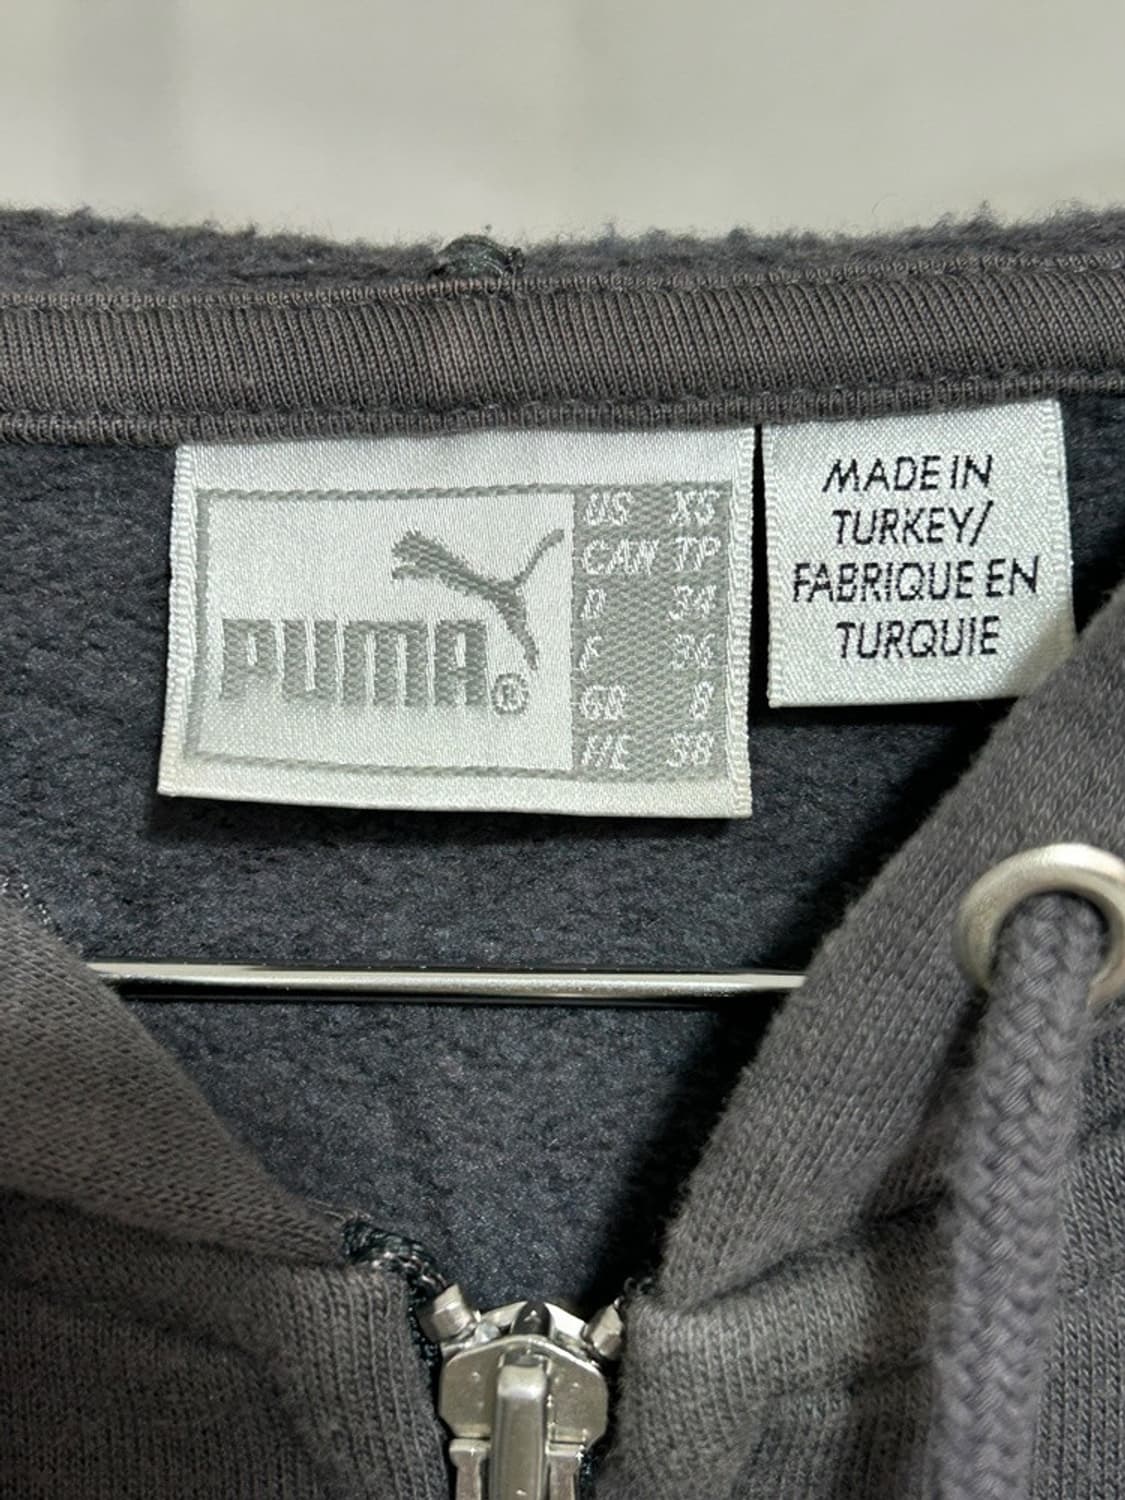 PUMA®
US XS
CAN TP
D 34
F 36
GB 8
I/E 38
MADE IN
TURKEY/
FABRIQUE EN
TURQUIE